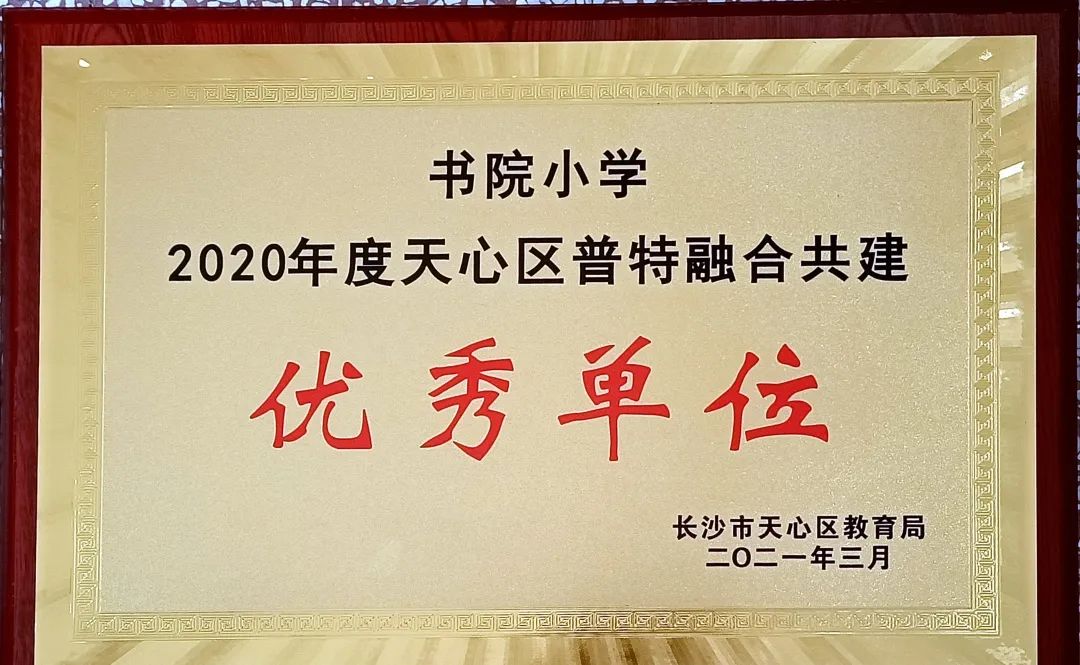 书院小学
2020年度天心区普特融合共建
优秀单位
长沙市天心区教育局
二〇二一年三月